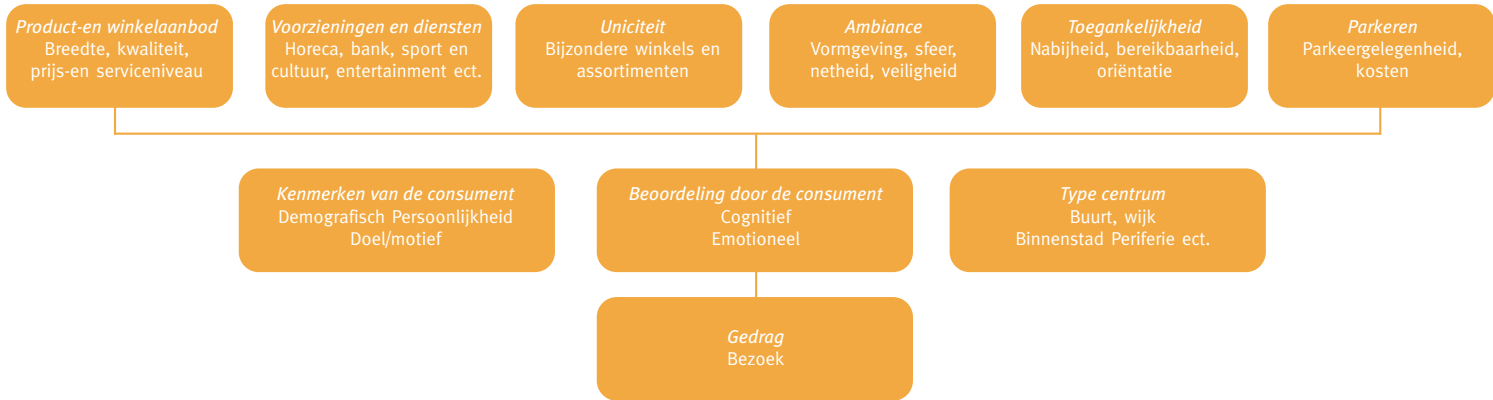 Product-en winkelaanbod
Breedte, kwaliteit,
prijs-en serviceniveau
Voorzieningen en diensten
Horeca, bank, sport en
cultuur, entertainment ect.
Uniciteit
Bijzondere winkels en
assortimenten
Ambiance
Vormgeving, sfeer,
netheid, veiligheid
Toegankelijkheid
Nabijheid, bereikbaarheid,
oriëntatie
Parkeren
Parkeergelegenheid,
kosten
Kenmerken van de consument
Demografisch Persoonlijkheid
Doel/motief
Beoordeling door de consument
Cognitief
Emotioneel
Type centrum
Buurt, wijk
Binnenstad Periferie ect.
Gedrag
Bezoek